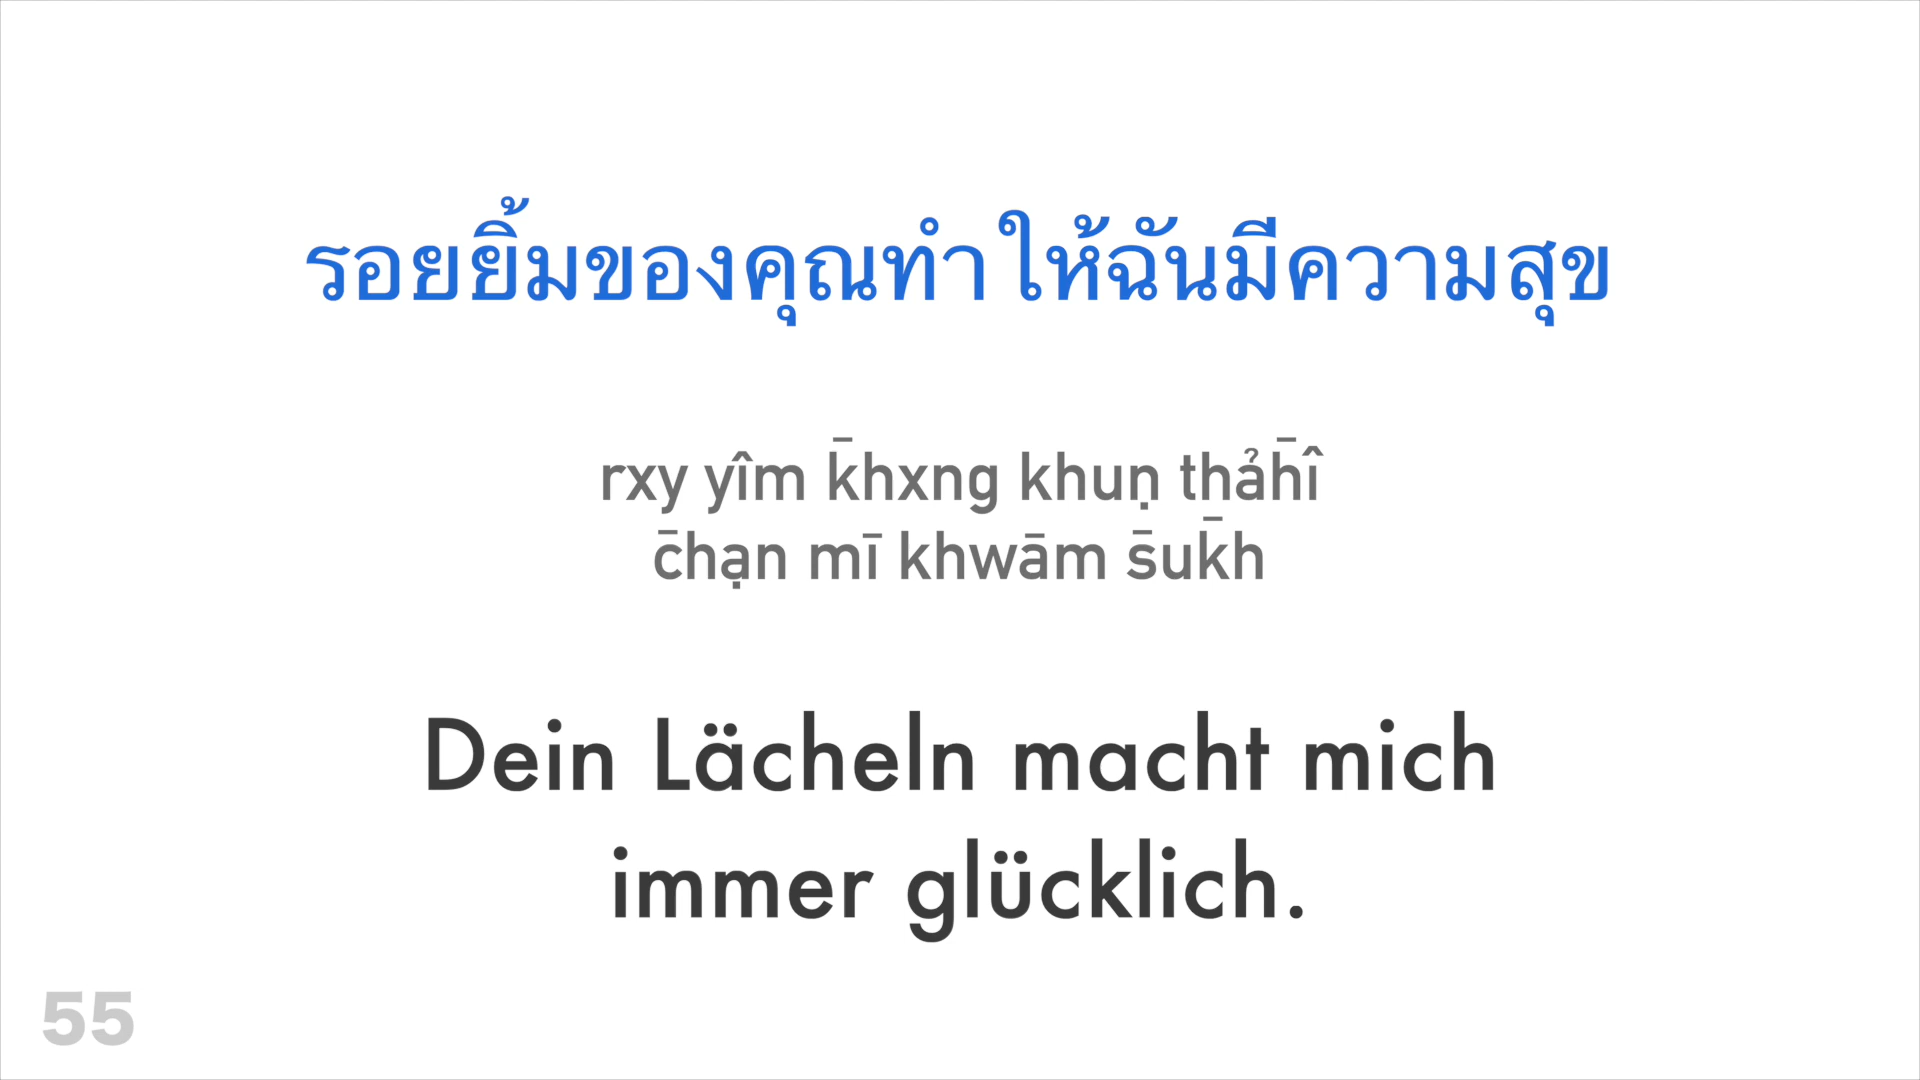 รอยยิ้มของคุณทำให้ฉันมีความสุข
rxy yîm k̄hxng khuṇ thảh̄î
c̄hạn mī khwām s̄uk̄h
Dein Lächeln macht mich
immer glücklich.
55